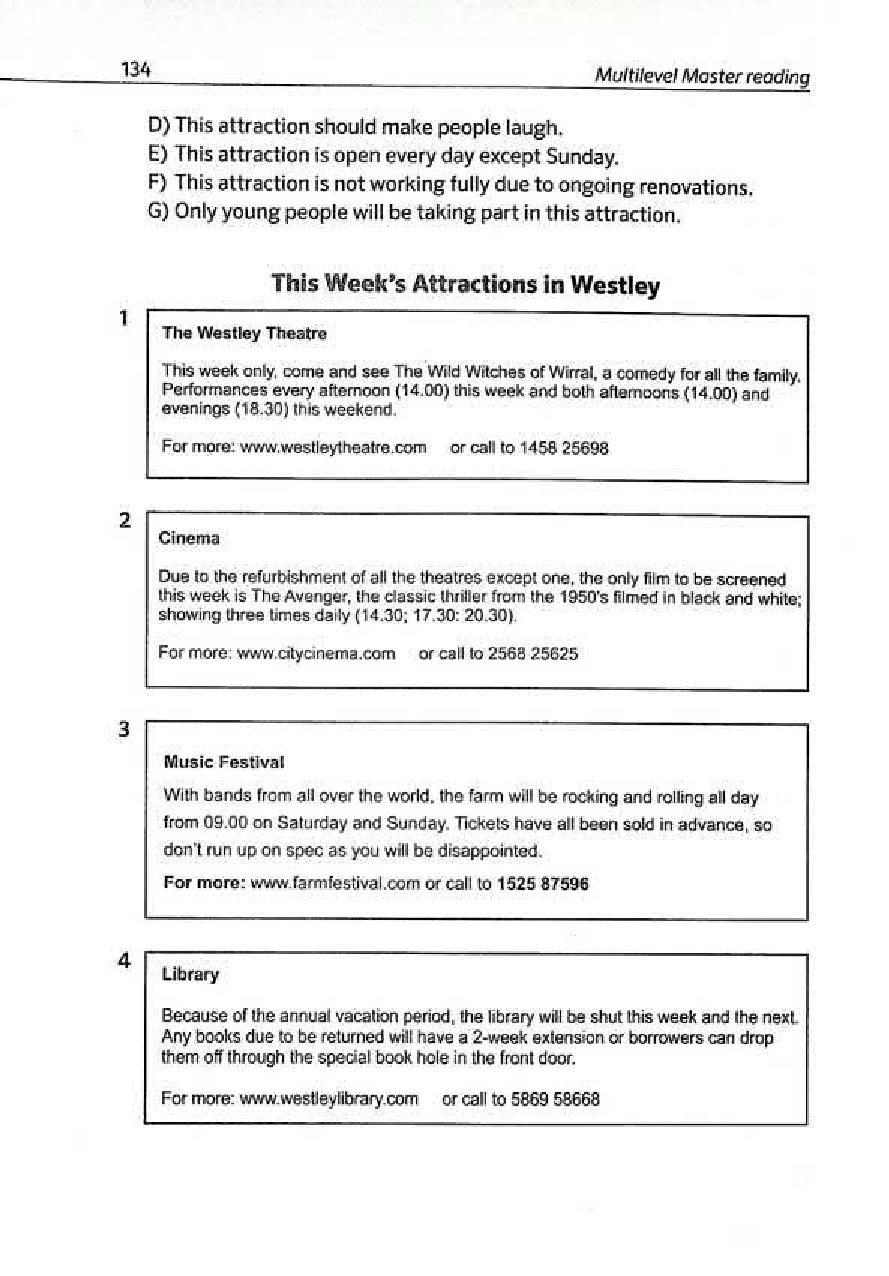 134
Multilevel Master reading
D) This attraction should make people laugh.
E) This attraction is open every day except Sunday.
F) This attraction is not working fully due to ongoing renovations.
G) Only young people will be taking part in this attraction.
This Week's Attractions in Westley
1
The Westley Theatre
This week only, come and see The Wild Witches of Wirral, a comedy for all the family.
Performances every afternoon (14.00) this week and both afternoons (14.00) and
evenings (18.30) this weekend.
For more: www.westleytheatre.com or call to 1458 25698
2
Cinema
Due to the refurbishment of all the theatres except one, the only film to be screened
this week is The Avenger, the classic thriller from the 1950's filmed in black and white;
showing three times daily (14.30; 17.30: 20.30).
For more: www.citycinema.com or call to 2568 25625
3
Music Festival
With bands from all over the world, the farm will be rocking and rolling all day
from 09.00 on Saturday and Sunday. Tickets have all been sold in advance, so
don't run up on spec as you will be disappointed.
For more: www.farmfestival.com or call to 1525 87596
4
Library
Because of the annual vacation period, the library will be shut this week and the next.
Any books due to be returned will have a 2-week extension or borrowers can drop
them off through the special book hole in the front door.
For more: www.westleylibrary.com or call to 5869 58668